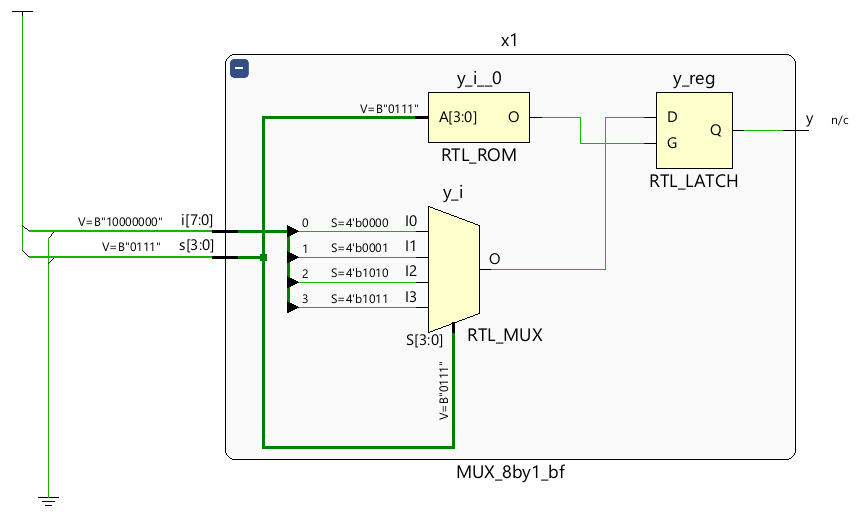 x1
y_i__0
y_reg
V=B"0111"
A[3:0] O
D
G
Q
y n/c
RTL_ROM
RTL_LATCH
y_i
V=B"10000000" i[7:0]
V=B"0111" s[3:0]
0 S=4'b0000 I0
1 S=4'b0001 I1
2 S=4'b1010 I2
3 S=4'b1011 I3
O
S[3:0] RTL_MUX
V=B"0111"
MUX_8by1_bf